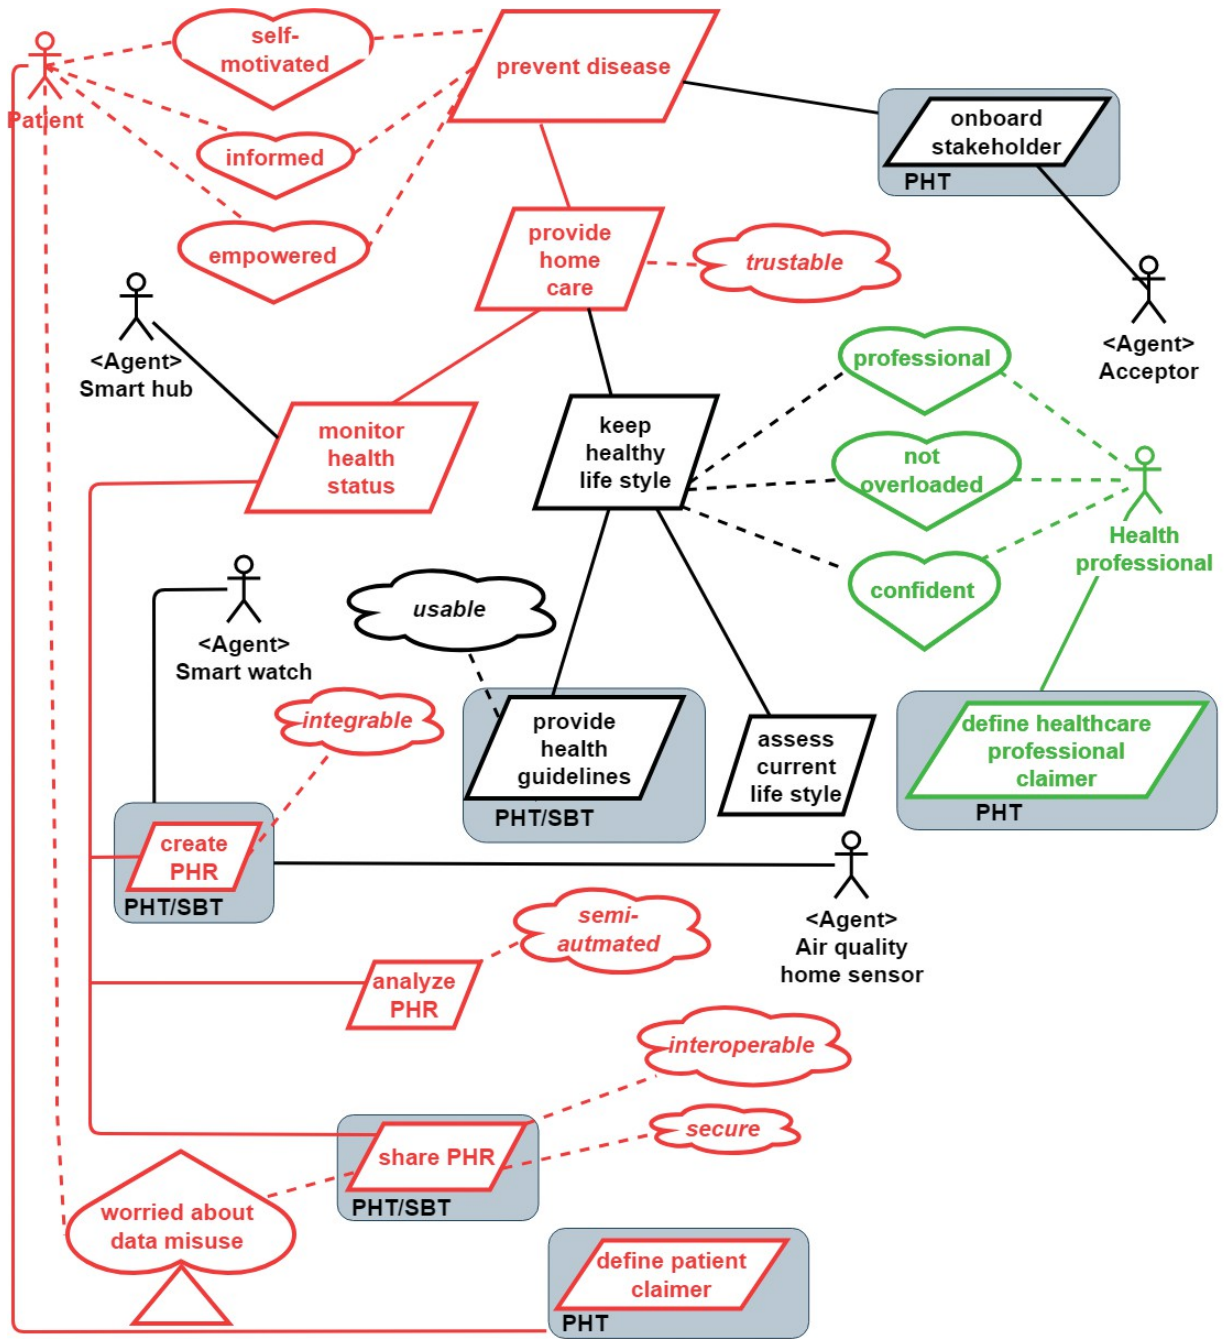 self-
motivated
prevent disease
Patient
onboard
stakeholder
PHT
informed
empowered
provide
home
care
trustable
<Agent>
Smart hub
<Agent>
Acceptor
professional
monitor
health
status
keep
healthy
life style
not
overloaded
Health
professional
confident
usable
<Agent>
Smart watch
integrable
provide
health
guidelines
PHT/SBT
assess
current
life style
define healthcare
professional
claimer
PHT
create
PHR
PHT/SBT
<Agent>
Air quality
home sensor
semi-
autmated
analyze
PHR
interoperable
secure
share PHR
PHT/SBT
worried about
data misuse
define patient
claimer
PHT